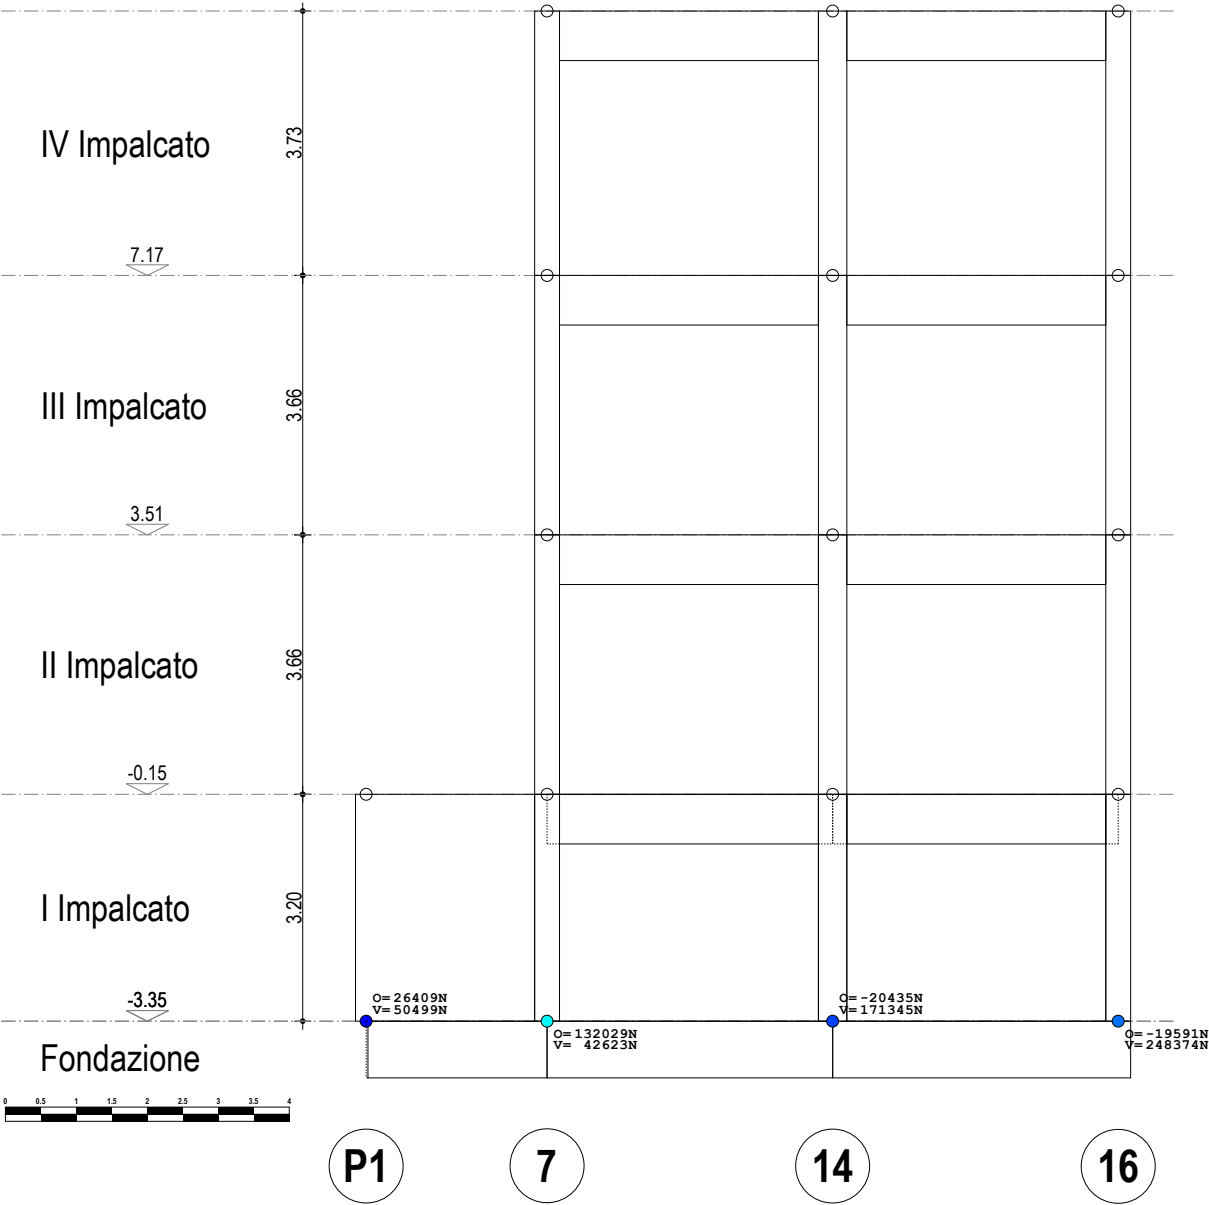 IV Impalcato
3.73
7.17
III Impalcato
3.66
3.51
II Impalcato
3.66
-0.15
I Impalcato
3.20
-3.35
O= 26409N
V= 50499N
O= 132029N
V= 42623N
O= -20435N
V= 171345N
O= -19591N
V= 248374N
Fondazione
0 0.5 1 1.5 2 2.5 3 3.5 4
P1 7 14 16